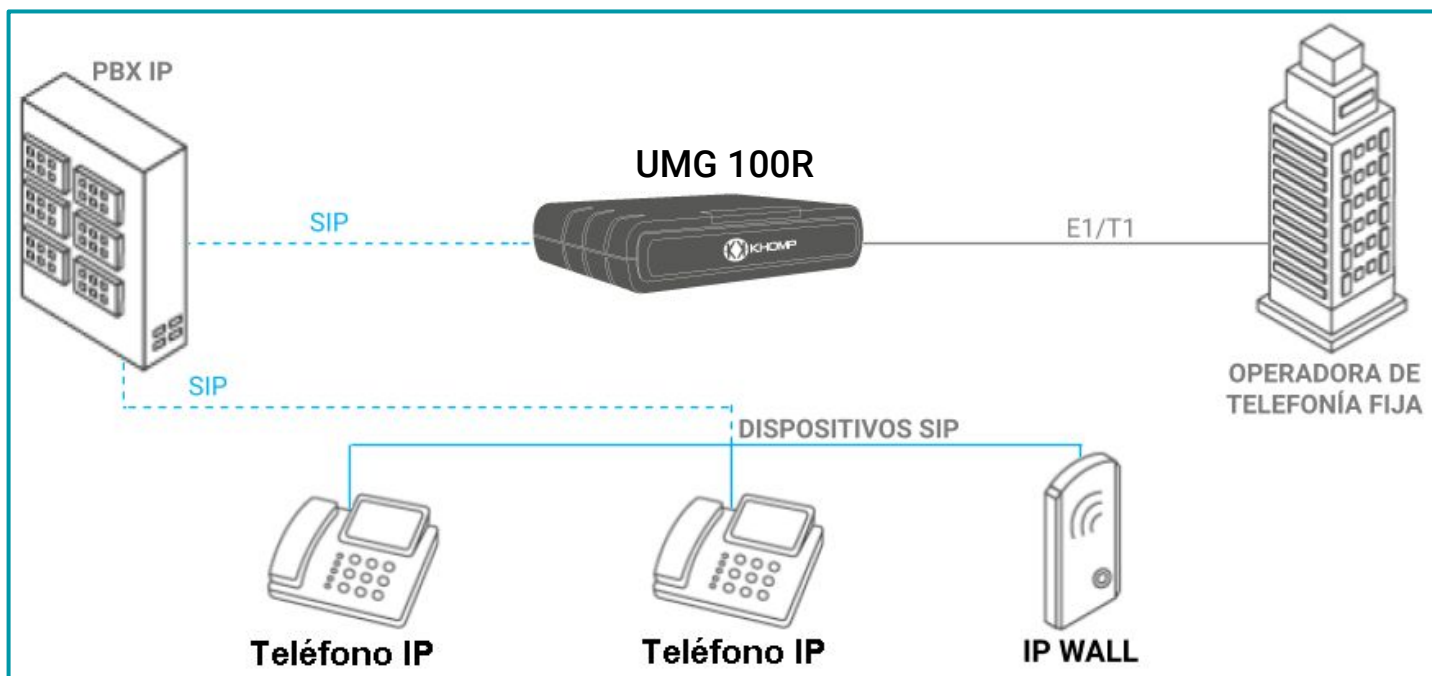 PBX IP
UMG 100R
SIP
KHOMP
E1/T1
OPERADORA DE
TELEFONÍA FIJA
SIP
DISPOSITIVOS SIP
Teléfono IP
Teléfono IP
IP WALL